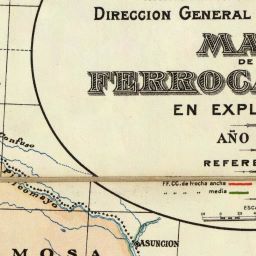 DIRECCION GENERAL
MA
DE
FERROCA
EN EXPL
AÑO
REFERE
FF.CC. de trocha ancha
" " " media
ESCAL
Confuso
Pilcomayo
ASUNCION
MOSA